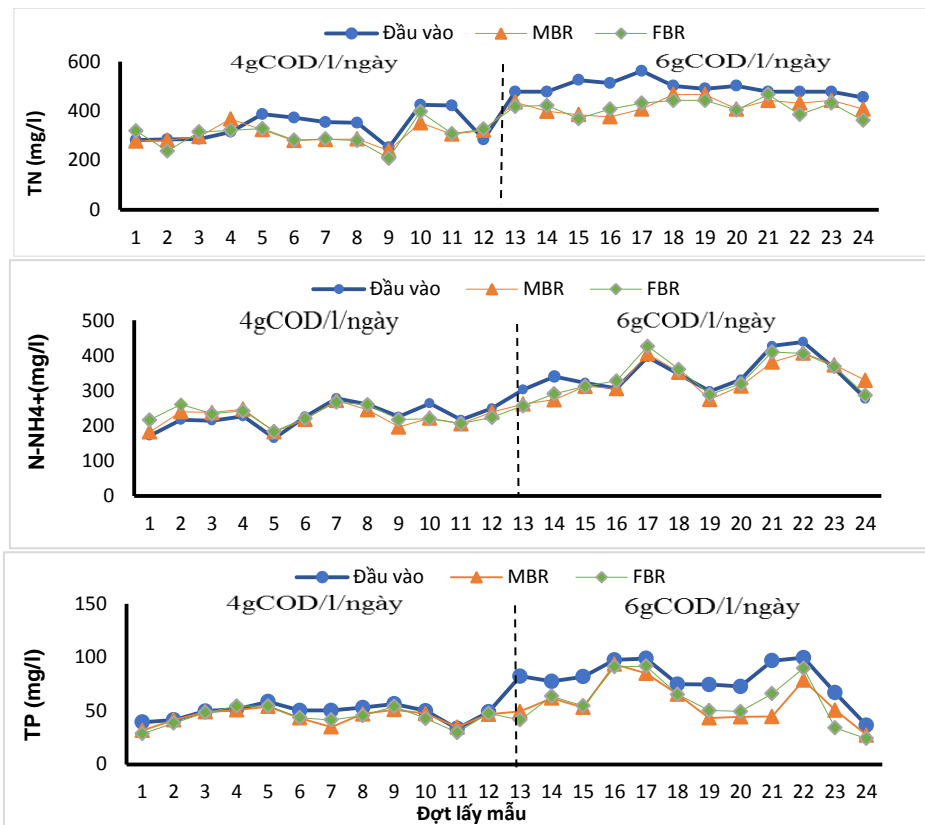 Đầu vào MBR FBR
4gCOD/l/ngày 6gCOD/l/ngày
TN (mg/l)
600
400
200
0
1 2 3 4 5 6 7 8 9 10 11 12 13 14 15 16 17 18 19 20 21 22 23 24
Đầu vào MBR FBR
4gCOD/l/ngày 6gCOD/l/ngày
N-NH4+(mg/l)
500
400
300
200
100
0
1 2 3 4 5 6 7 8 9 10 11 12 13 14 15 16 17 18 19 20 21 22 23 24
Đầu vào MBR FBR
4gCOD/l/ngày 6gCOD/l/ngày
TP (mg/l)
150
100
50
0
1 2 3 4 5 6 7 8 9 10 11 12 13 14 15 16 17 18 19 20 21 22 23 24
Đợt lấy mẫu